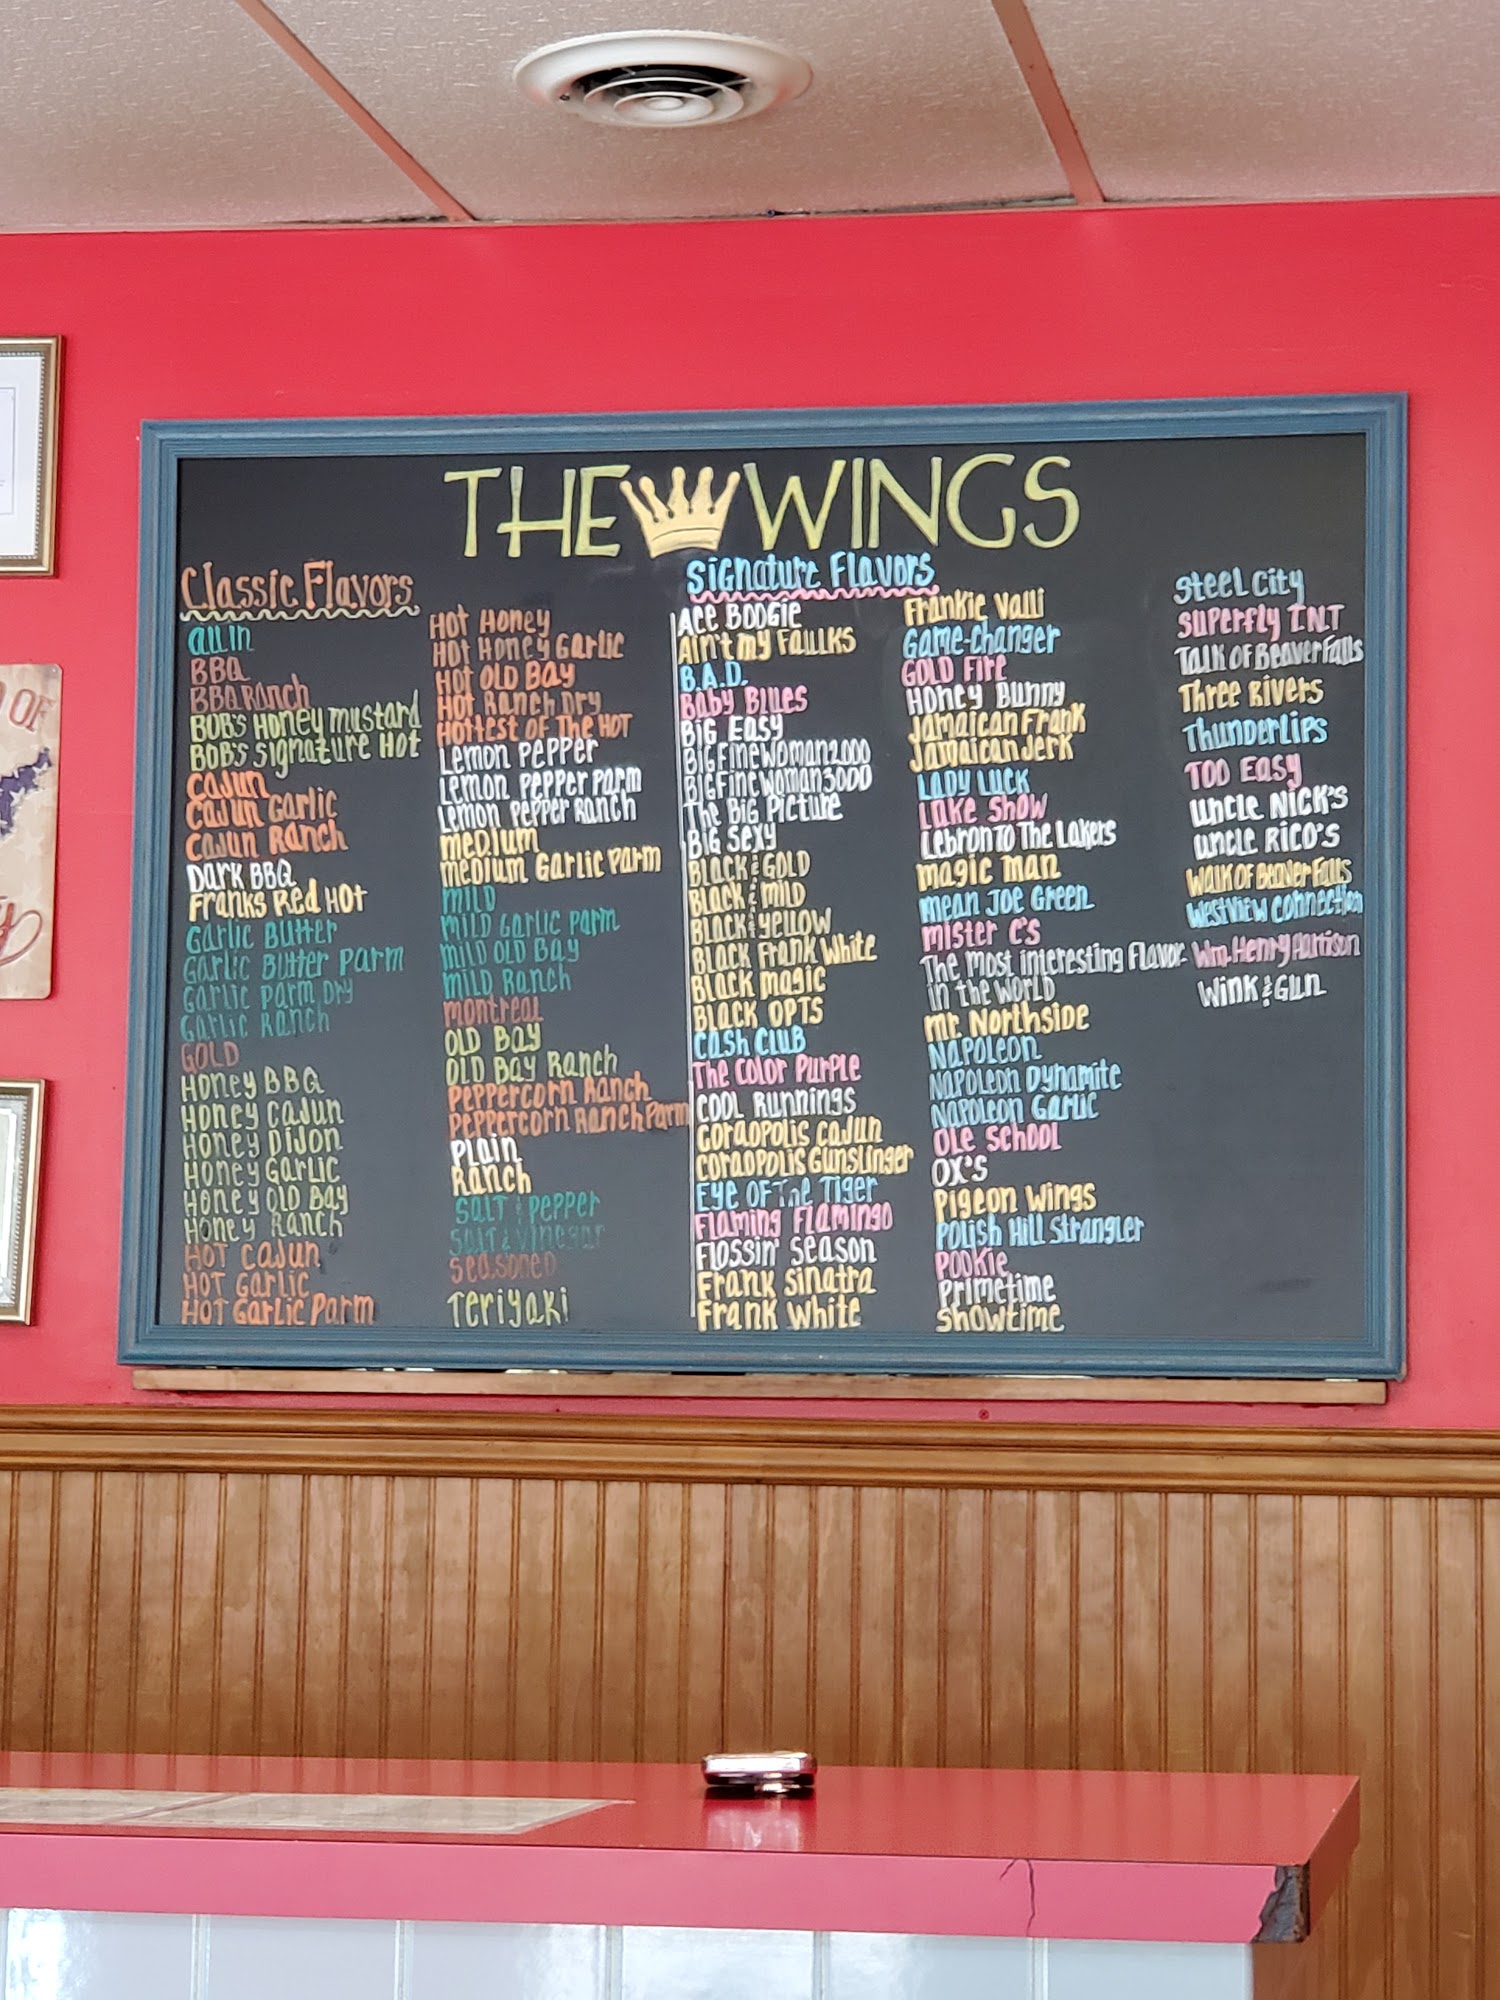 THE WINGS
Classic Flavors
All In
BBQ
BBQ Ranch
BOB'S Honey Mustard
BOB'S Signature Hot
Cajun
Cajun Garlic
Cajun Ranch
Dark BBQ
Franks Red Hot
Garlic Butter
Garlic Butter Parm
Garlic Parm Dry
Garlic Ranch
GOLD
Honey BBQ
Honey Cajun
Honey Dijon
Honey Garlic
Honey Old Bay
Honey Ranch
HOT Cajun
HOT Garlic
HOT Garlic Parm
HOT Honey
HOT Honey Garlic
HOT OLD BAY
HOT Ranch Dry
HOTTEST OF THE HOT
Lemon Pepper
Lemon Pepper Parm
Lemon Pepper Ranch
Medium
Medium Garlic Parm
MILD
MILD Garlic Parm
MILD OLD BAY
MILD Ranch
Montreal
OLD BAY
OLD BAY Ranch
Peppercorn Ranch
Peppercorn Ranch Parm
Plain
Ranch
SALT & Pepper
SALT & Vinegar
Seasoned
Teriyaki
Signature Flavors
Ace BOOGie
Ain't my FAULLKS
B.A.D.
Baby Blues
BIG Easy
BIGFineWoman2000
BIGFineWoman3000
The BIG Picture
BIG Sexy
BLACK & GOLD
BLACK & MILD
BLACK & Yellow
BLACK Frank White
BLACK Magic
BLACK OPTS
Cash CLUB
The Color Purple
COOL Runnings
Coraopolis Cajun
Coraopolis Gunslinger
Eye OF The Tiger
Flaming Flamingo
Flossin' Season
Frank Sinatra
Frank White
Frankie Valli
Game-changer
GOLD Fire
Honey Bunny
Jamaican Frank
Jamaican Jerk
LADY LUCK
Lake Show
Lebron To The Lakers
Magic Man
Mean Joe Green
Mister C's
The Most Interesting Flavor
in the World
Mr. Northside
Napoleon
Napoleon Dynamite
Napoleon Garlic
OLE School
OX'S
Pigeon Wings
Polish Hill Strangler
Pookie
Primetime
Showtime
Steel City
Superfly T.N.T
Talk of Beaver Falls
Three Rivers
Thunderlips
Too Easy
Uncle Nick's
Uncle Rico's
Walk of Beaver Falls
Westview Connection
Wm. Henry Harrison
Wink & Gun
OF